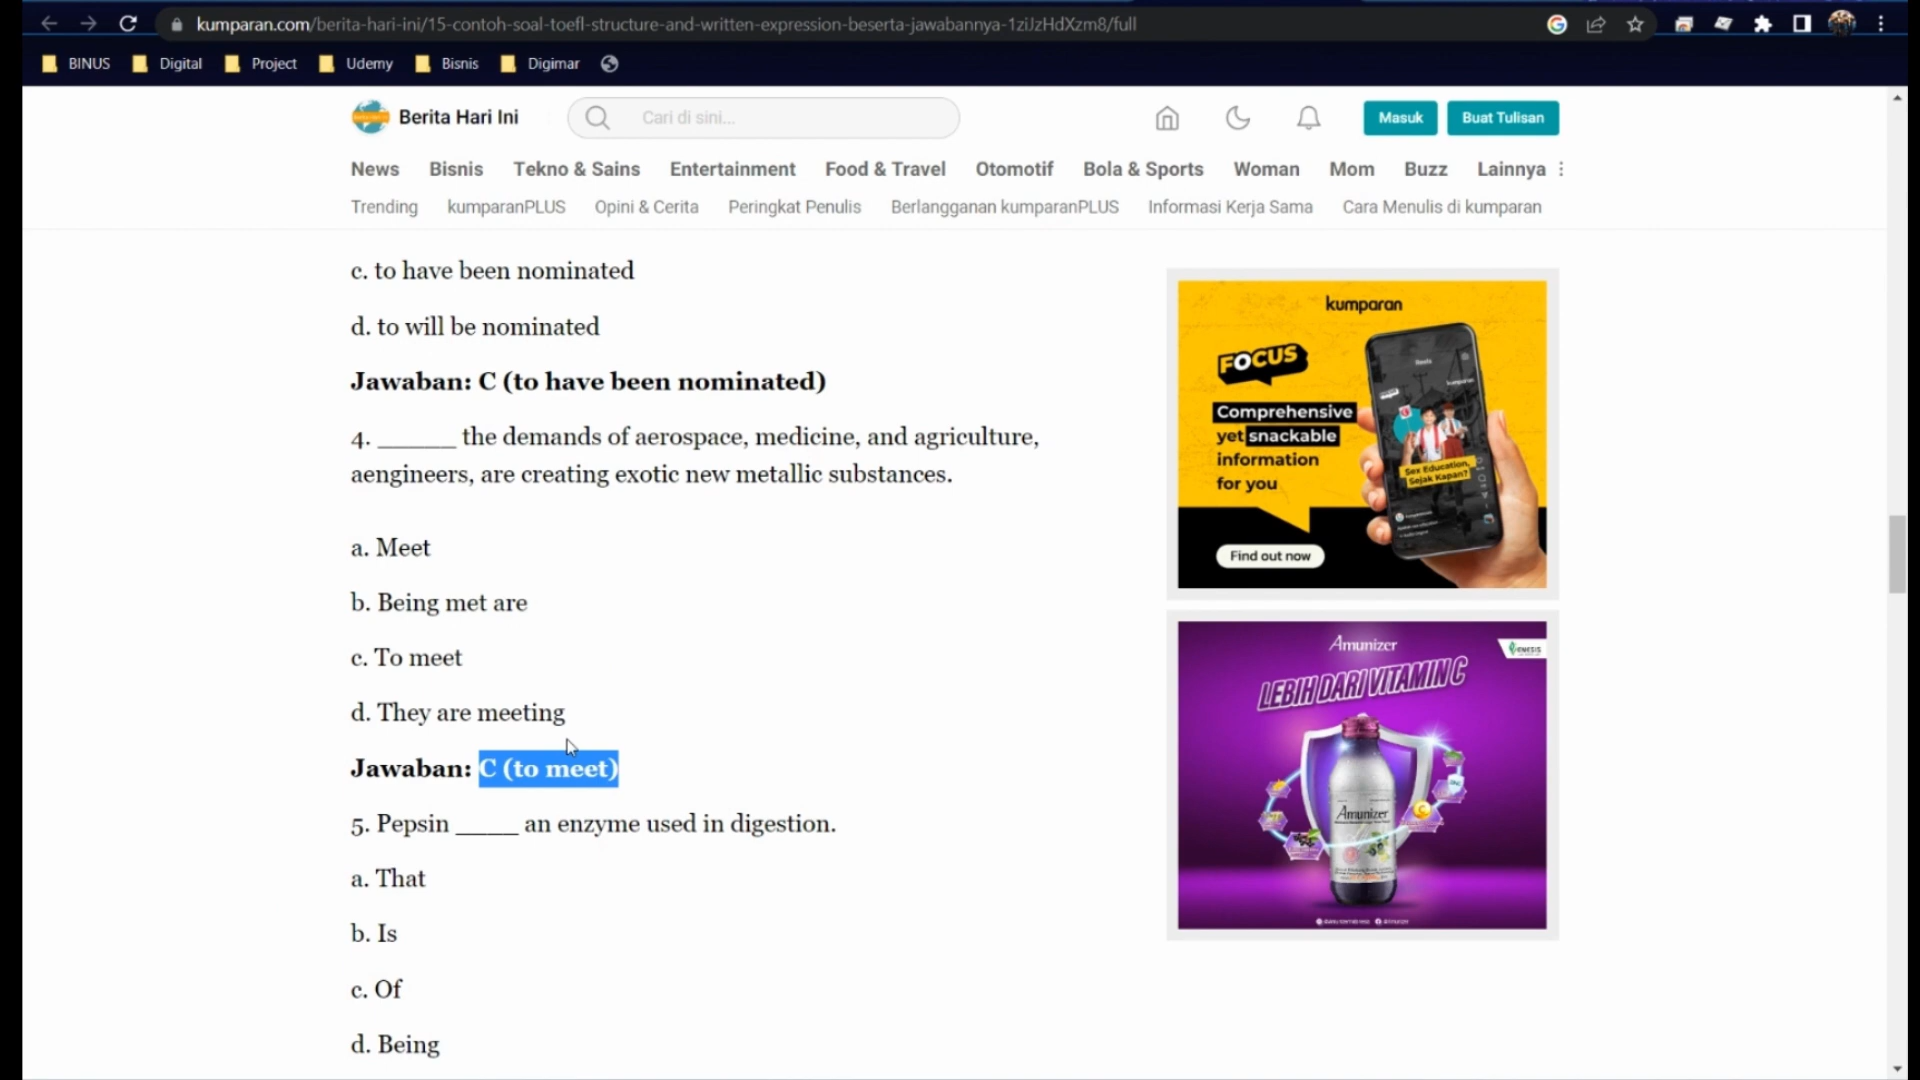 kumparan.com/berita-hari-ini/15-contoh-soal-toefl-structure-and-written-expression-beserta-jawabannya-1ziJzHdXzm8/full
BINUS Digital Project Udemy Bisnis Digimar
Berita Hari Ini Cari di sini... Masuk Buat Tulisan
News Bisnis Tekno & Sains Entertainment Food & Travel Otomotif Bola & Sports Woman Mom Buzz Lainnya
Trending kumparanPLUS Opini & Cerita Peringkat Penulis Berlangganan kumparanPLUS Informasi Kerja Sama Cara Menulis di kumparan
c. to have been nominated
d. to will be nominated
Jawaban: C (to have been nominated)
4. _____ the demands of aerospace, medicine, and agriculture,
aengineers, are creating exotic new metallic substances.
a. Meet
b. Being met are
c. To meet
d. They are meeting
Jawaban: C (to meet)
5. Pepsin ____ an enzyme used in digestion.
a. That
b. Is
c. Of
d. Being
kumparan
FOCUS
Comprehensive
yet snackable
information
for you
Find out now
Sex Education,
Sejak Kapan?
Amunizer
LEBIH DARI VITAMIN C
Amunizer